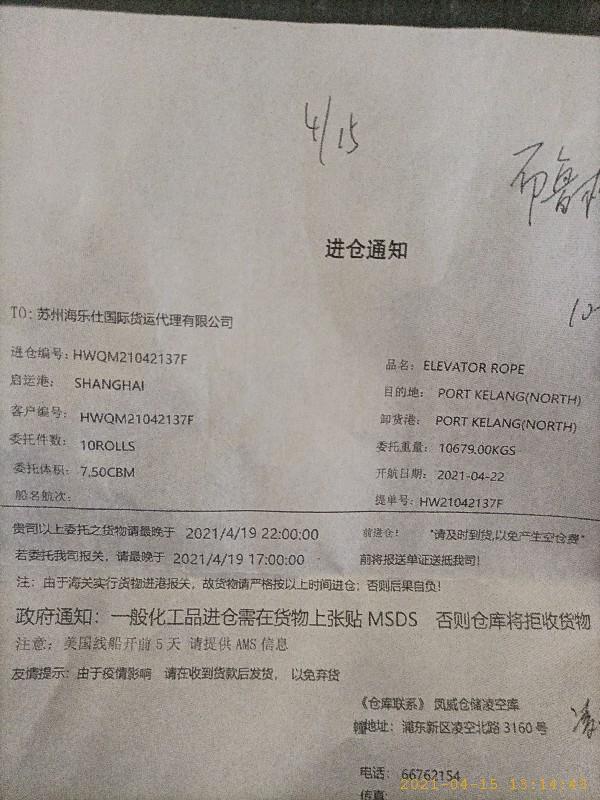 4/15
进仓通知
TO: 苏州海乐仕国际货运代理有限公司
进仓编号: HWQM21042137F
品名: ELEVATOR ROPE
启运港: SHANGHAI
目的地: PORT KELANG(NORTH)
客户编号: HWQM21042137F
卸货港: PORT KELANG(NORTH)
委托件数: 10ROLLS
委托重量: 10679.00KGS
委托体积: 7.50CBM
开航日期: 2021-04-22
船名航次:
提单号: HW21042137F
贵司以上委托之货物请最晚于 2021/4/19 22:00:00 前进仓! "请及时到货,以免产生空仓费"
若委托我司报关, 请最晚于 2021/4/19 17:00:00 前将报送单证送抵我司!
注: 由于海关实行货物进港报关, 故货物请严格按以上时间进仓; 否则后果自负!
政府通知: 一般化工品进仓需在货物上张贴 MSDS 否则仓库将拒收货物
注意: 美国线船开前 5 天 请提供 AMS 信息
友情提示: 由于疫情影响 请在收到货款后发货, 以免弃货
《仓库联系》 凤威仓储凌空库
地址: 浦东新区凌空北路 3160 号
电话: 66762154
传真:
2021-04-15 13:14:43